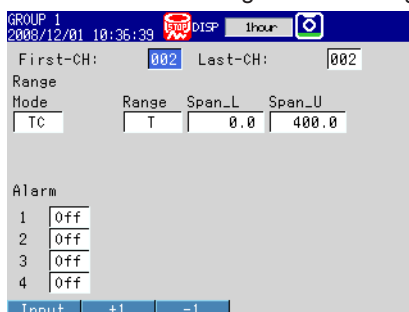 GROUP 1
2008/12/01 10:36:39 STOP DISP 1hour
First-CH: 002 Last-CH: 002
Range
Mode Range Span_L Span_U
TC T 0.0 400.0
Alarm
1 Off
2 Off
3 Off
4 Off
Input +1 -1